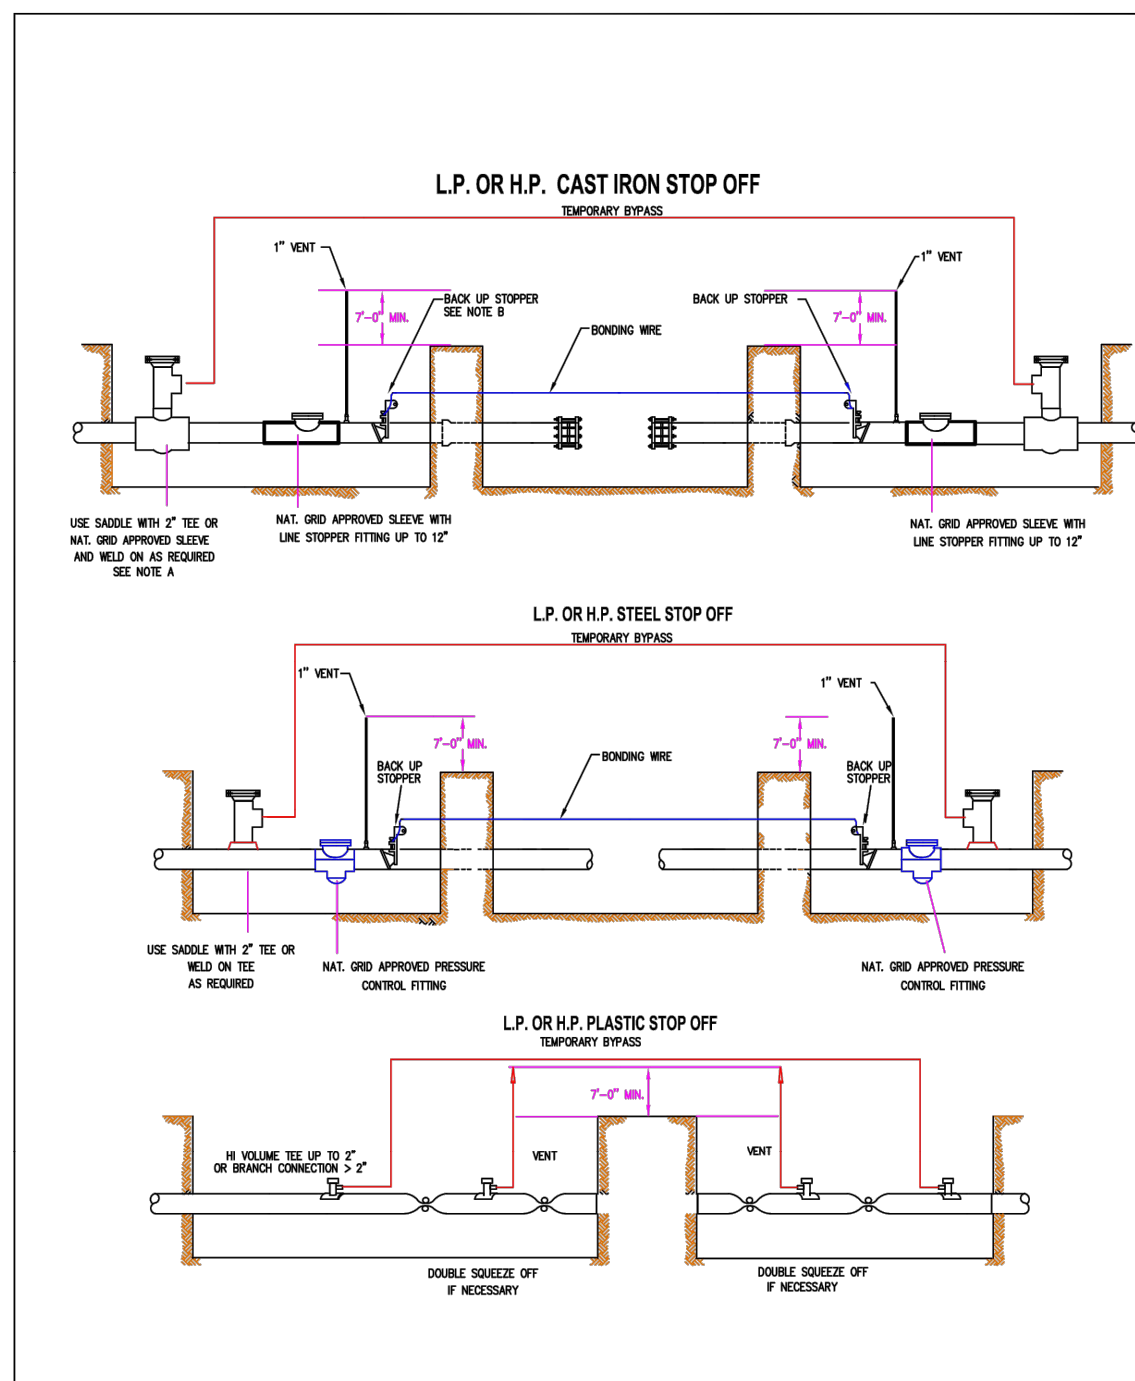 L.P. OR H.P. CAST IRON STOP OFF
TEMPORARY BYPASS
1" VENT
1" VENT
BACK UP STOPPER
SEE NOTE B
BACK UP STOPPER
7'-0" MIN.
7'-0" MIN.
BONDING WIRE
USE SADDLE WITH 2" TEE OR
NAT. GRID APPROVED SLEEVE
AND WELD ON AS REQUIRED
SEE NOTE A
NAT. GRID APPROVED SLEEVE WITH
LINE STOPPER FITTING UP TO 12"
NAT. GRID APPROVED SLEEVE WITH
LINE STOPPER FITTING UP TO 12"
L.P. OR H.P. STEEL STOP OFF
TEMPORARY BYPASS
1" VENT
1" VENT
7'-0" MIN.
7'-0" MIN.
BACK UP
STOPPER
BONDING WIRE
BACK UP
STOPPER
USE SADDLE WITH 2" TEE OR
WELD ON TEE
AS REQUIRED
NAT. GRID APPROVED PRESSURE
CONTROL FITTING
NAT. GRID APPROVED PRESSURE
CONTROL FITTING
L.P. OR H.P. PLASTIC STOP OFF
TEMPORARY BYPASS
7'-0" MIN.
HI VOLUME TEE UP TO 2"
OR BRANCH CONNECTION > 2"
VENT
VENT
DOUBLE SQUEEZE OFF
IF NECESSARY
DOUBLE SQUEEZE OFF
IF NECESSARY